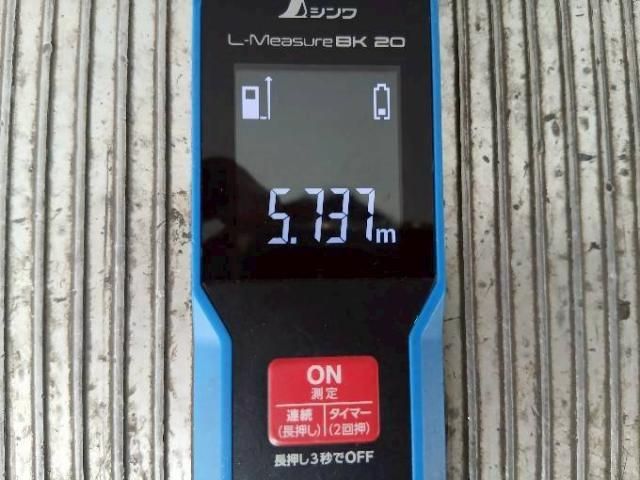 シンワ
L-Measure BK 20
5.737m
ON
測定
連続 タイマー
(長押し) (2回押)
長押し3秒でOFF